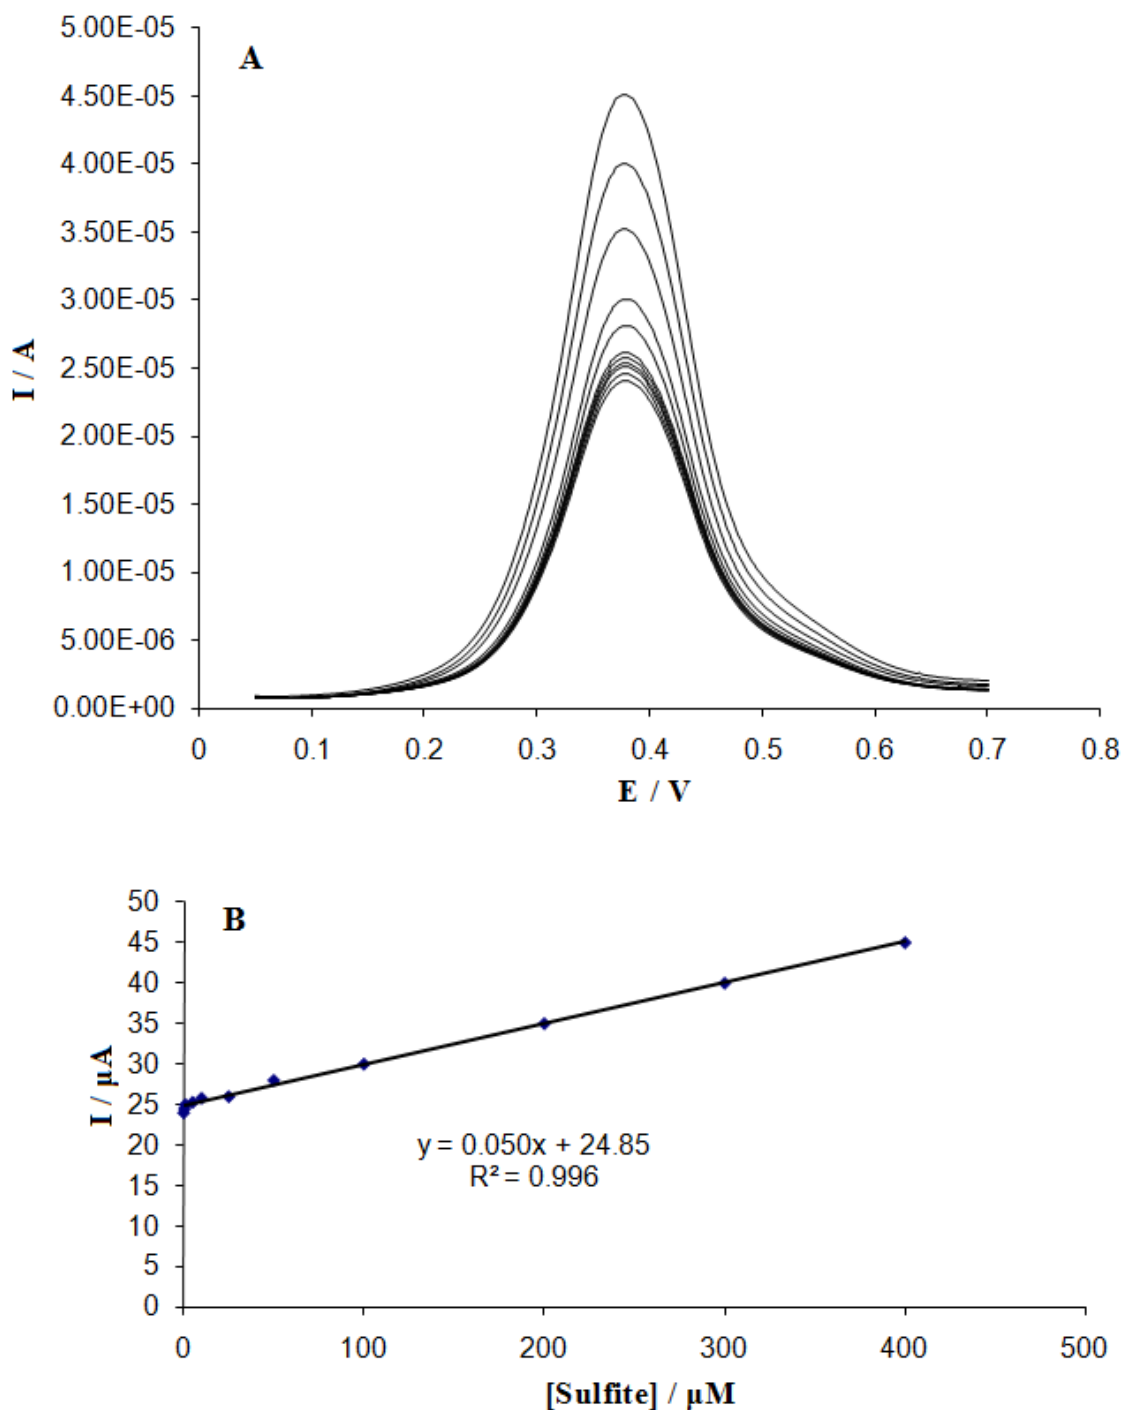 A
5.00E-05
4.50E-05
4.00E-05
3.50E-05
3.00E-05
2.50E-05
2.00E-05
1.50E-05
1.00E-05
5.00E-06
0.00E+00
I / A
0 0.1 0.2 0.3 0.4 0.5 0.6 0.7 0.8
E / V
B
50
45
40
35
30
25
20
15
10
5
0
I / µA
y = 0.050x + 24.85
R² = 0.996
0 100 200 300 400 500
[Sulfite] / µM